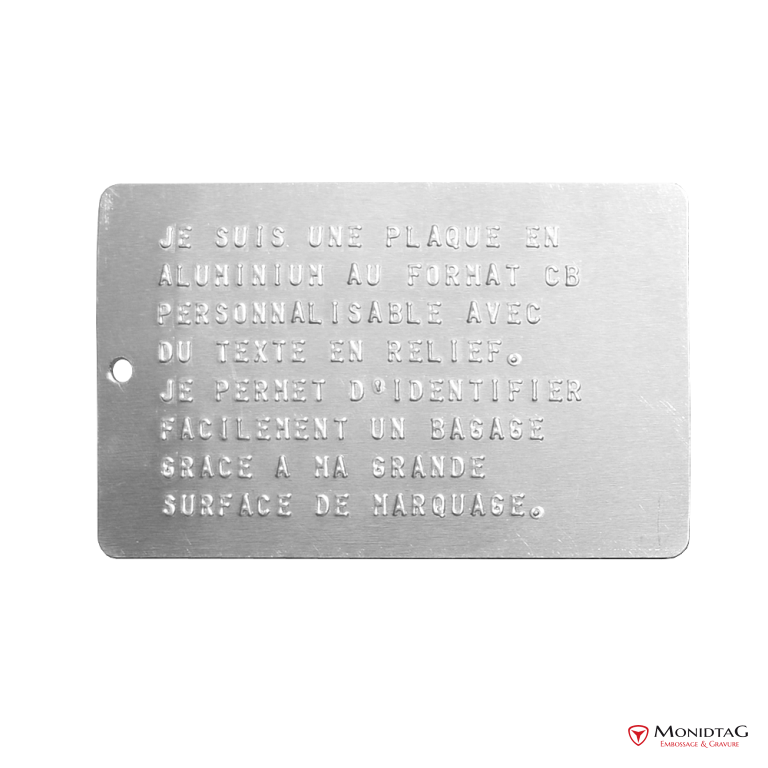 JE SUIS UNE PLAQUE EN
ALUMINIUM AU FORMAT CB
PERSONNALISABLE AVEC
DU TEXTE EN RELIEF.
JE PERMET D'IDENTIFIER
FACILEMENT UN BAGAGE
GRACE A MA GRANDE
SURFACE DE MARQUAGE.
MONIDTAG
EMBOSSAGE & GRAVURE